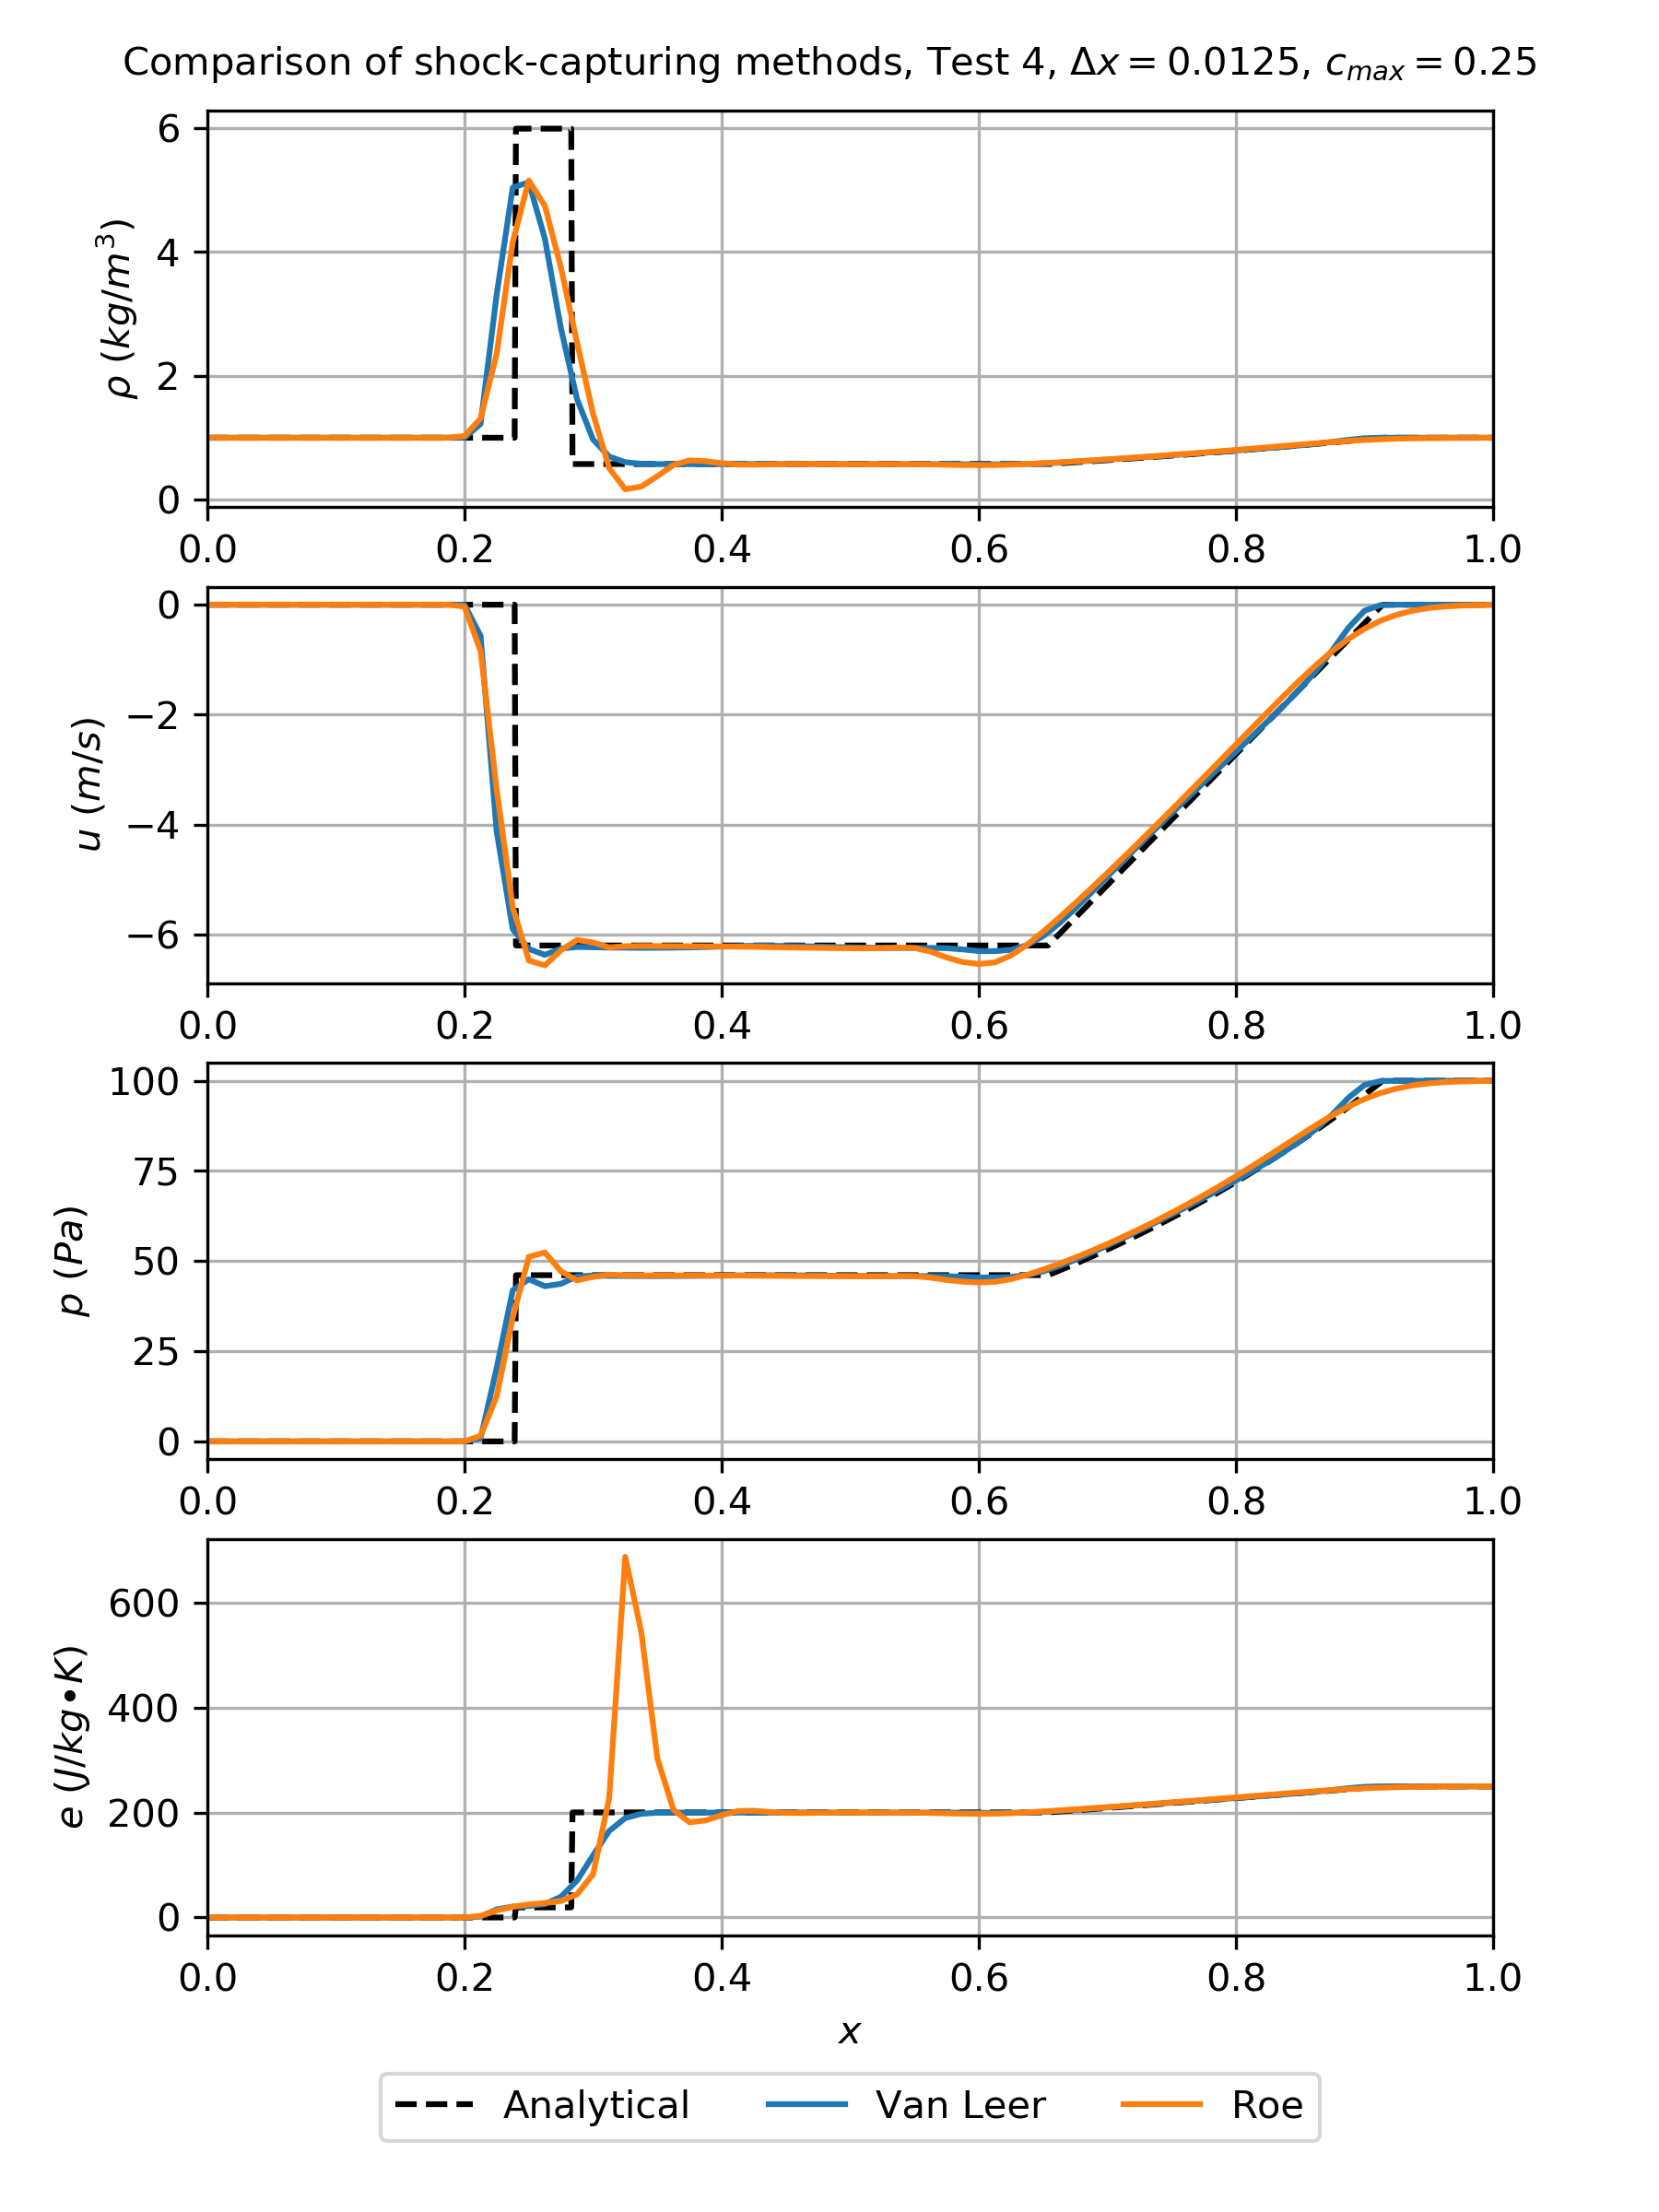 Comparison of shock-capturing methods, Test 4, Δx = 0.0125, c_max = 0.25
6
4
2
0
ρ (kg/m³)
0.0 0.2 0.4 0.6 0.8 1.0
0
−2
−4
−6
u (m/s)
0.0 0.2 0.4 0.6 0.8 1.0
100
75
50
25
0
p (Pa)
0.0 0.2 0.4 0.6 0.8 1.0
600
400
200
0
e (J/kg•K)
0.0 0.2 0.4 0.6 0.8 1.0
x
Analytical Van Leer Roe